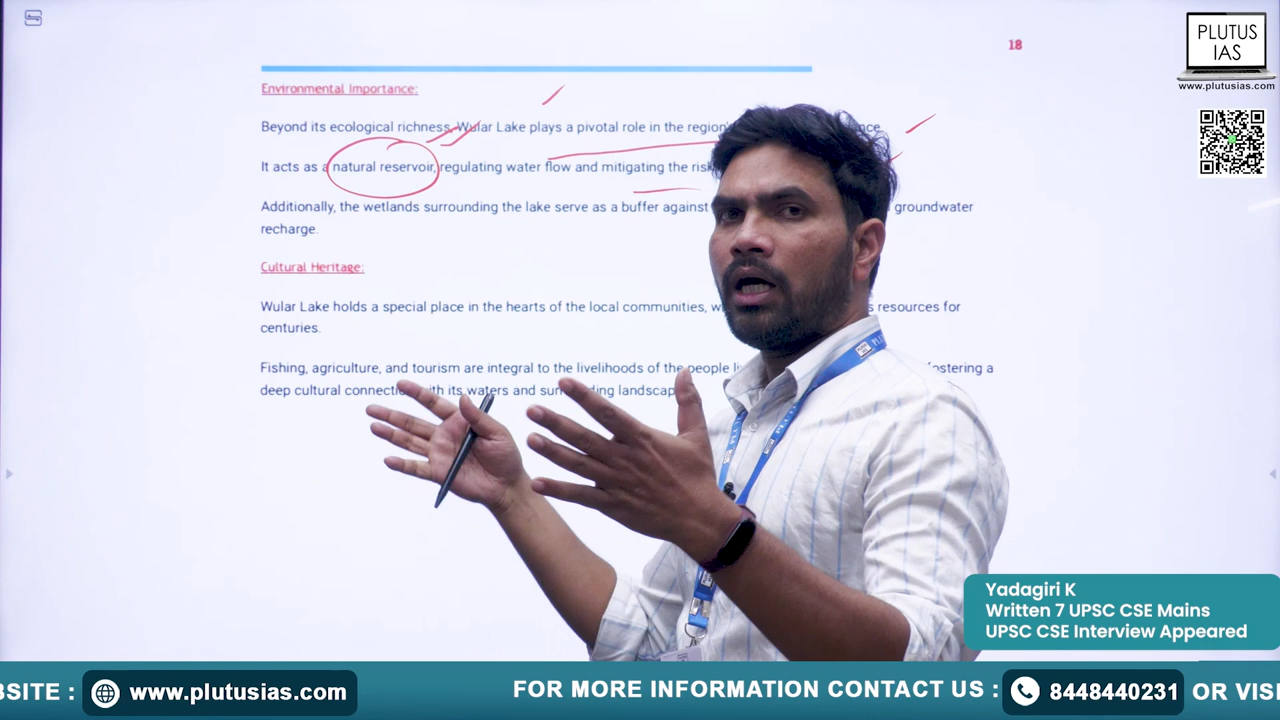 18
PLUTUS
IAS
www.plutusias.com
Environmental Importance:
Beyond its ecological richness, Wular Lake plays a pivotal role in the region's
It acts as a natural reservoir, regulating water flow and mitigating the risk
Additionally, the wetlands surrounding the lake serve as a buffer against groundwater
recharge.
Cultural Heritage:
Wular Lake holds a special place in the hearts of the local communities, resources for
centuries.
Fishing, agriculture, and tourism are integral to the livelihoods of the people fostering a
deep cultural connection with its waters and surrounding
Yadagiri K
Written 7 UPSC CSE Mains
UPSC CSE Interview Appeared
BSITE : www.plutusias.com FOR MORE INFORMATION CONTACT US : 8448440231 OR VISI